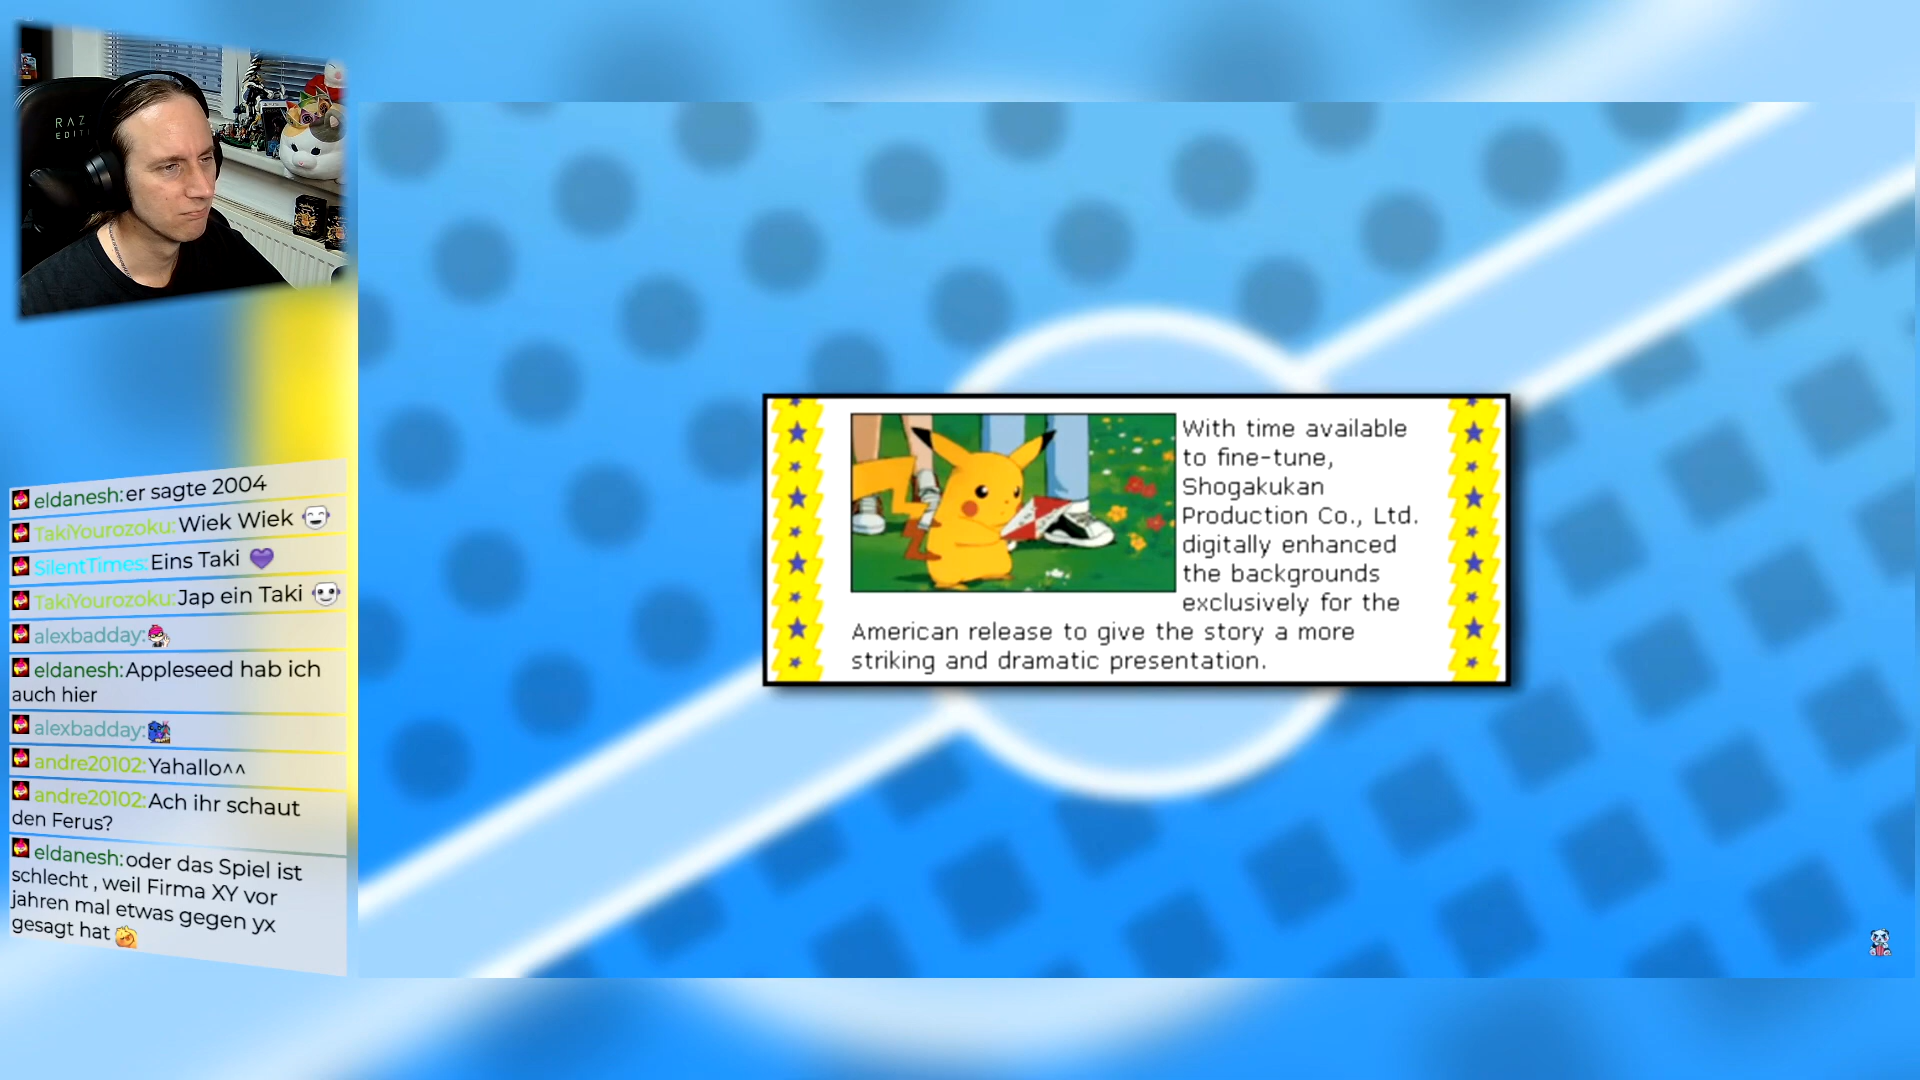 RAZ
EDITI
eldanesh:er sagte 2004
TakiYourozoku:Wiek Wiek
SilentTimes:Eins Taki
TakiYourozoku:Jap ein Taki
alexbadday:
eldanesh:Appleseed hab ich
auch hier
alexbadday:
andre20102:Yahallo^^
andre20102:Ach ihr schaut
den Ferus?
eldanesh:oder das Spiel ist
schlecht , weil Firma XY vor
jahren mal etwas gegen yx
gesagt hat
With time available
to fine-tune,
Shogakukan
Production Co., Ltd.
digitally enhanced
the backgrounds
exclusively for the
American release to give the story a more
striking and dramatic presentation.